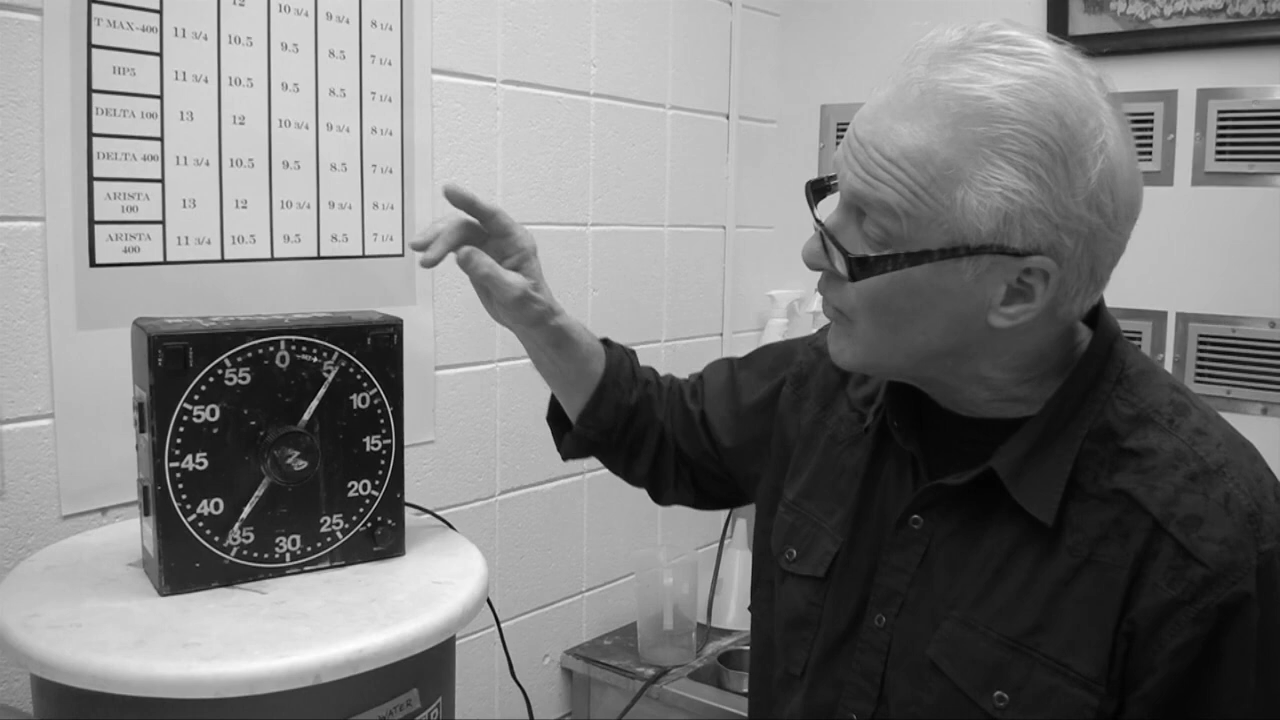 12 10 3/4 9 3/4 8 1/4
T MAX-400 11 3/4 10.5 9.5 8.5 7 1/4
HP5 11 3/4 10.5 9.5 8.5 7 1/4
DELTA 100 13 12 10 3/4 9 3/4 8 1/4
DELTA 400 11 3/4 10.5 9.5 8.5 7 1/4
ARISTA
100 13 12 10 3/4 9 3/4 8 1/4
ARISTA
400 11 3/4 10.5 9.5 8.5 7 1/4
0
55 5
50 10
45 15
40 20
35 25
30
WATER